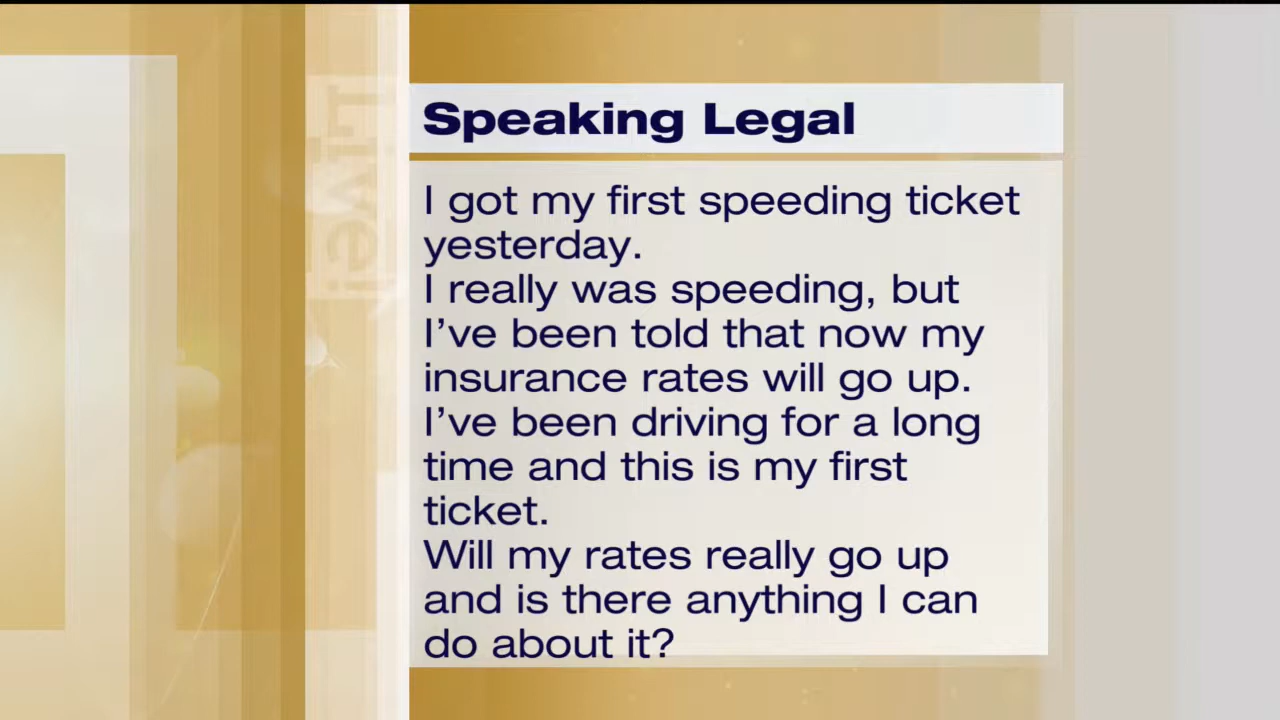 Speaking Legal
I got my first speeding ticket
yesterday.
I really was speeding, but
I've been told that now my
insurance rates will go up.
I've been driving for a long
time and this is my first
ticket.
Will my rates really go up
and is there anything I can
do about it?
Live!